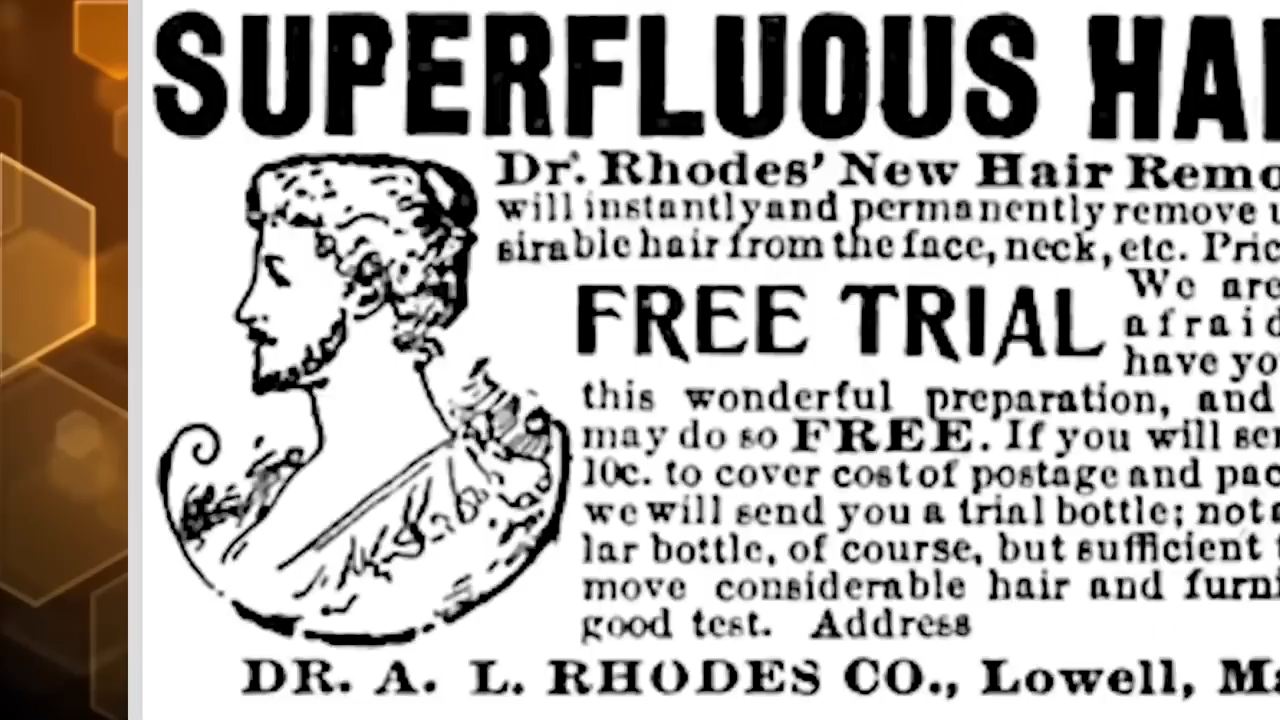 SUPERFLUOUS HAI
Dr. Rhodes' New Hair Remo
will instantly and permanently remove u
sirable hair from the face, neck, etc. Pric
We are
FREE TRIAL
afraid
have yo
this wonderful preparation, and
may do so FREE. If you will sen
10c. to cover cost of postage and pac
we will send you a trial bottle; not a
lar bottle, of course, but sufficient t
move considerable hair and furni
good test. Address
DR. A. L. RHODES CO., Lowell, Ma